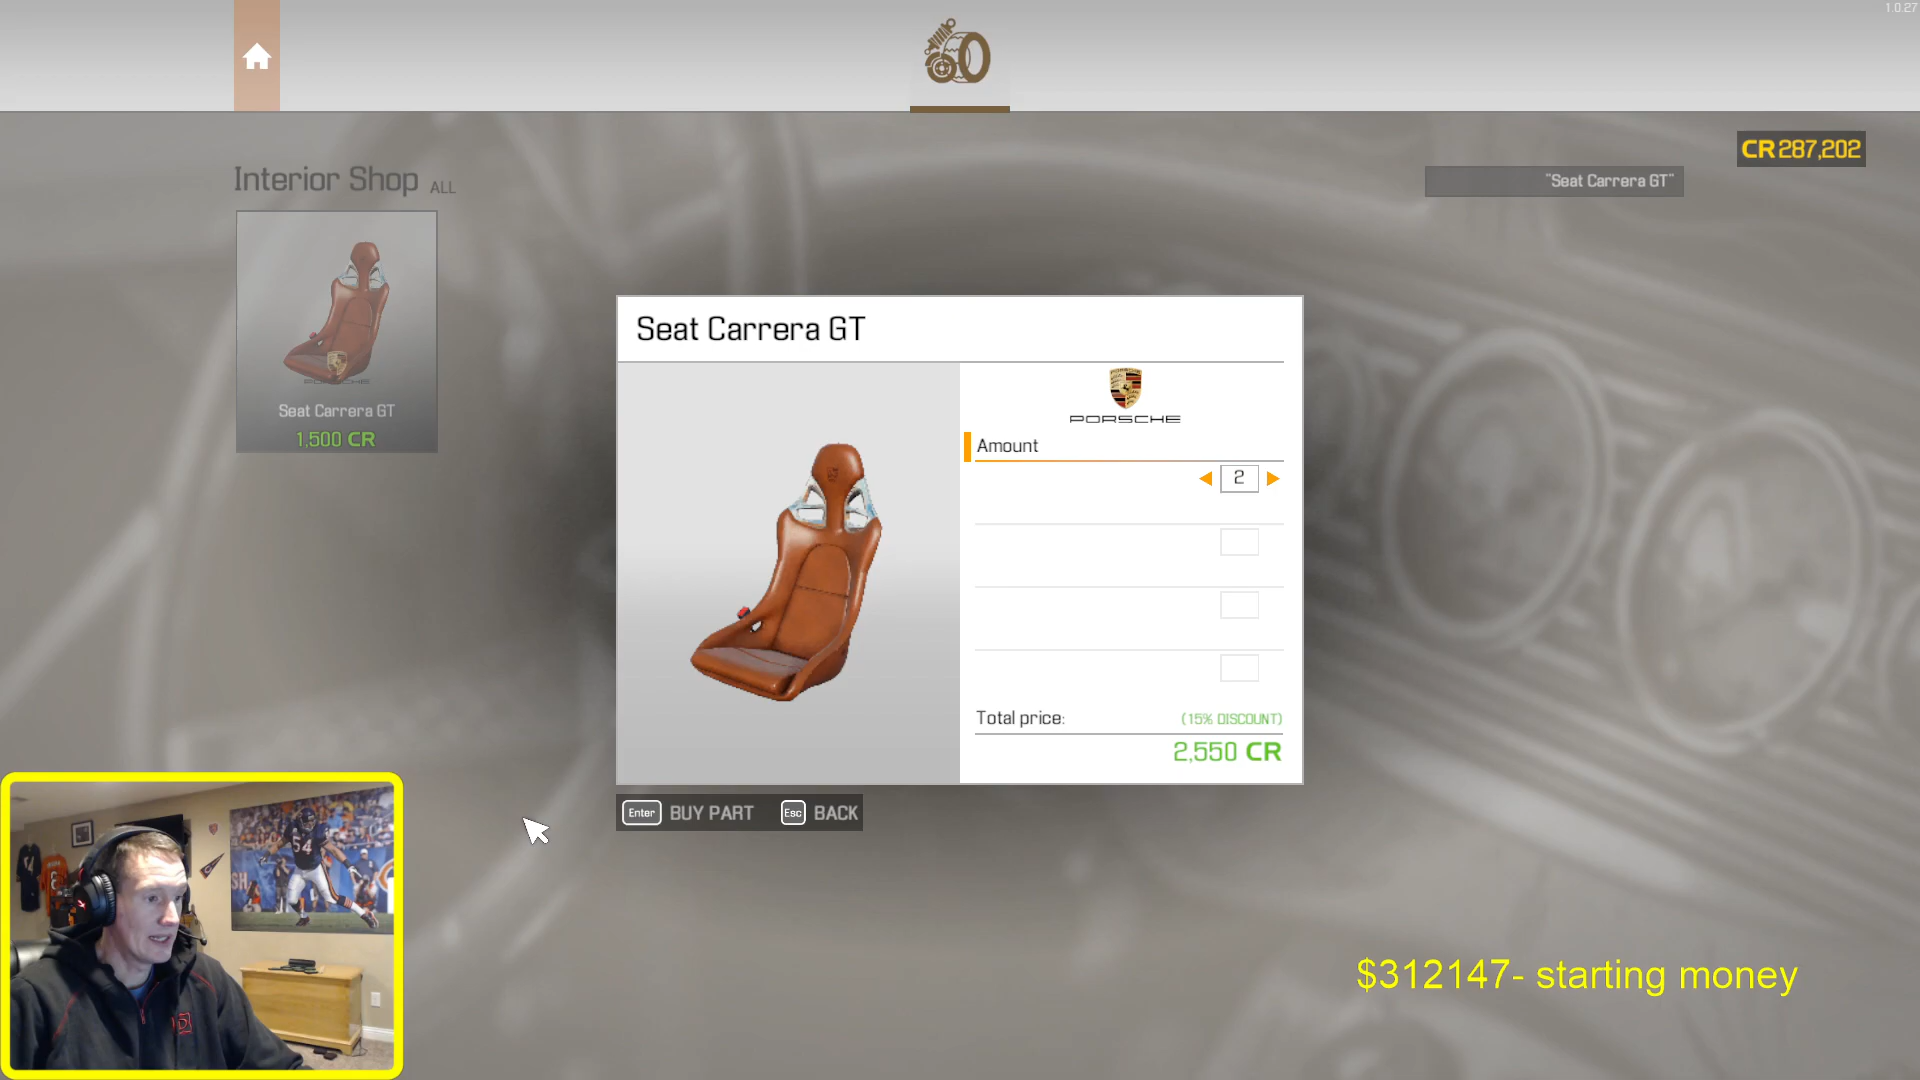 1.0.27
CR 287,202
Interior Shop ALL
"Seat Carrera GT"
PORSCHE
Seat Carrera GT
1,500 CR
Seat Carrera GT
PORSCHE
Amount
2
Total price:
(15% DISCOUNT)
2,550 CR
Enter BUY PART Esc BACK
54
$312147- starting money